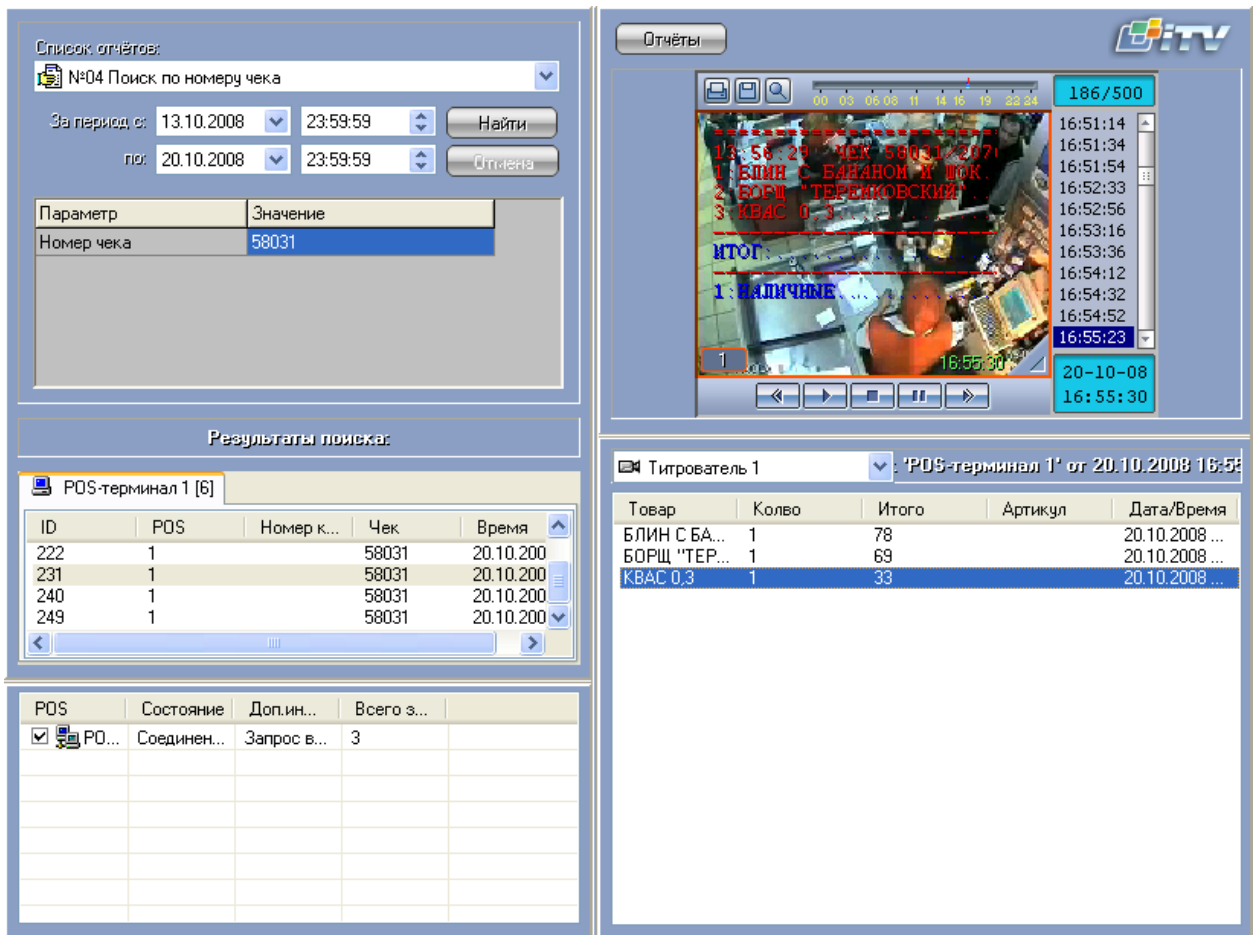 Список отчётов:
№04 Поиск по номеру чека
За период с: 13.10.2008 23:59:59 Найти
по: 20.10.2008 23:59:59 Отмена
Параметр Значение
Номер чека 58031
Результаты поиска:
POS-терминал 1 [6]
ID POS Номер к... Чек Время
222 1 58031 20.10.200
231 1 58031 20.10.200
240 1 58031 20.10.200
249 1 58031 20.10.200
POS Состояние Доп.ин... Всего з...
PO... Соединен... Запрос в... 3
Отчёты
iTV
00 03 06 08 11 14 16 19 22 24
186/500
13:56:29 ЧЕК 58031/207
1:БЛИН С БАНАНОМ И ШОК.
2:БОРЩ "ТЕРЕМКОВСКИЙ"..
3:КВАС 0,3
ИТОГ:
1:НАЛИЧНЫЕ
1 16:55:30
16:51:14
16:51:34
16:51:54
16:52:33
16:52:56
16:53:16
16:53:36
16:54:12
16:54:32
16:54:52
16:55:23
20-10-08
16:55:30
Титрователь 1 : 'POS-терминал 1' от 20.10.2008 16:55
Товар Колво Итого Артикул Дата/Время
БЛИН С БА... 1 78 20.10.2008 ...
БОРЩ "ТЕР... 1 69 20.10.2008 ...
КВАС 0,3 1 33 20.10.2008 ...